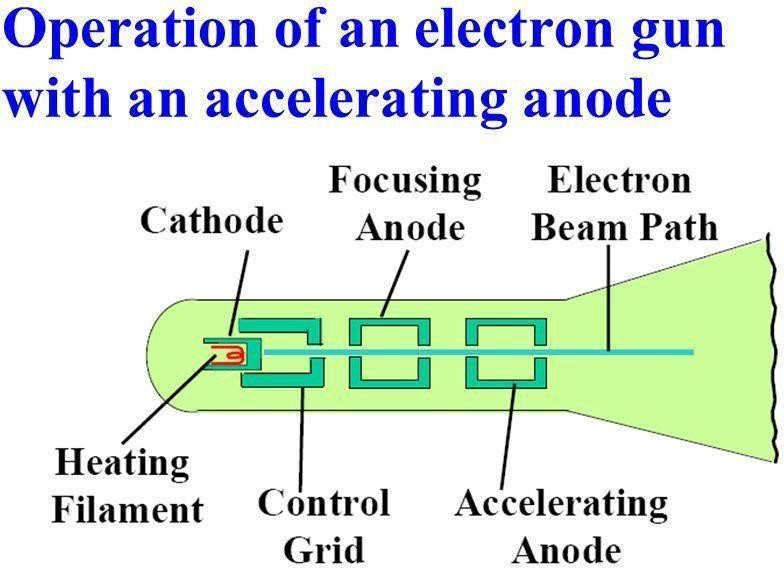 Operation of an electron gun
with an accelerating anode
Focusing
Anode
Electron
Beam Path
Cathode
Heating
Filament
Control
Grid
Accelerating
Anode